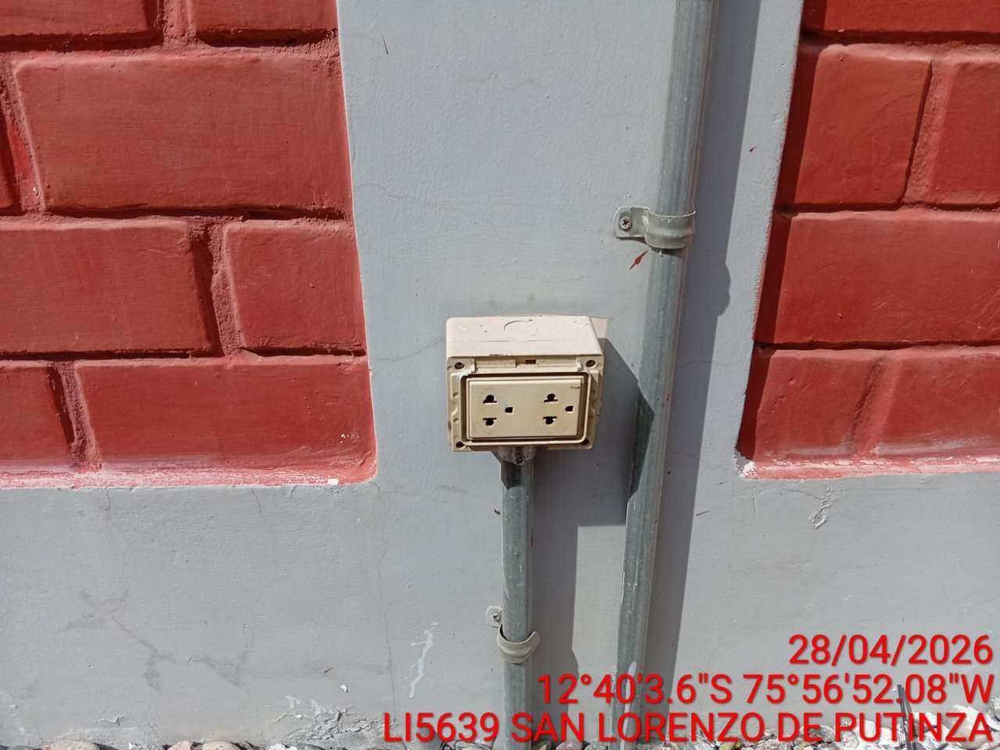 28/04/2026
12°40'3.6"S 75°56'52.08"W
LI5639 SAN LORENZO DE PUTINZA